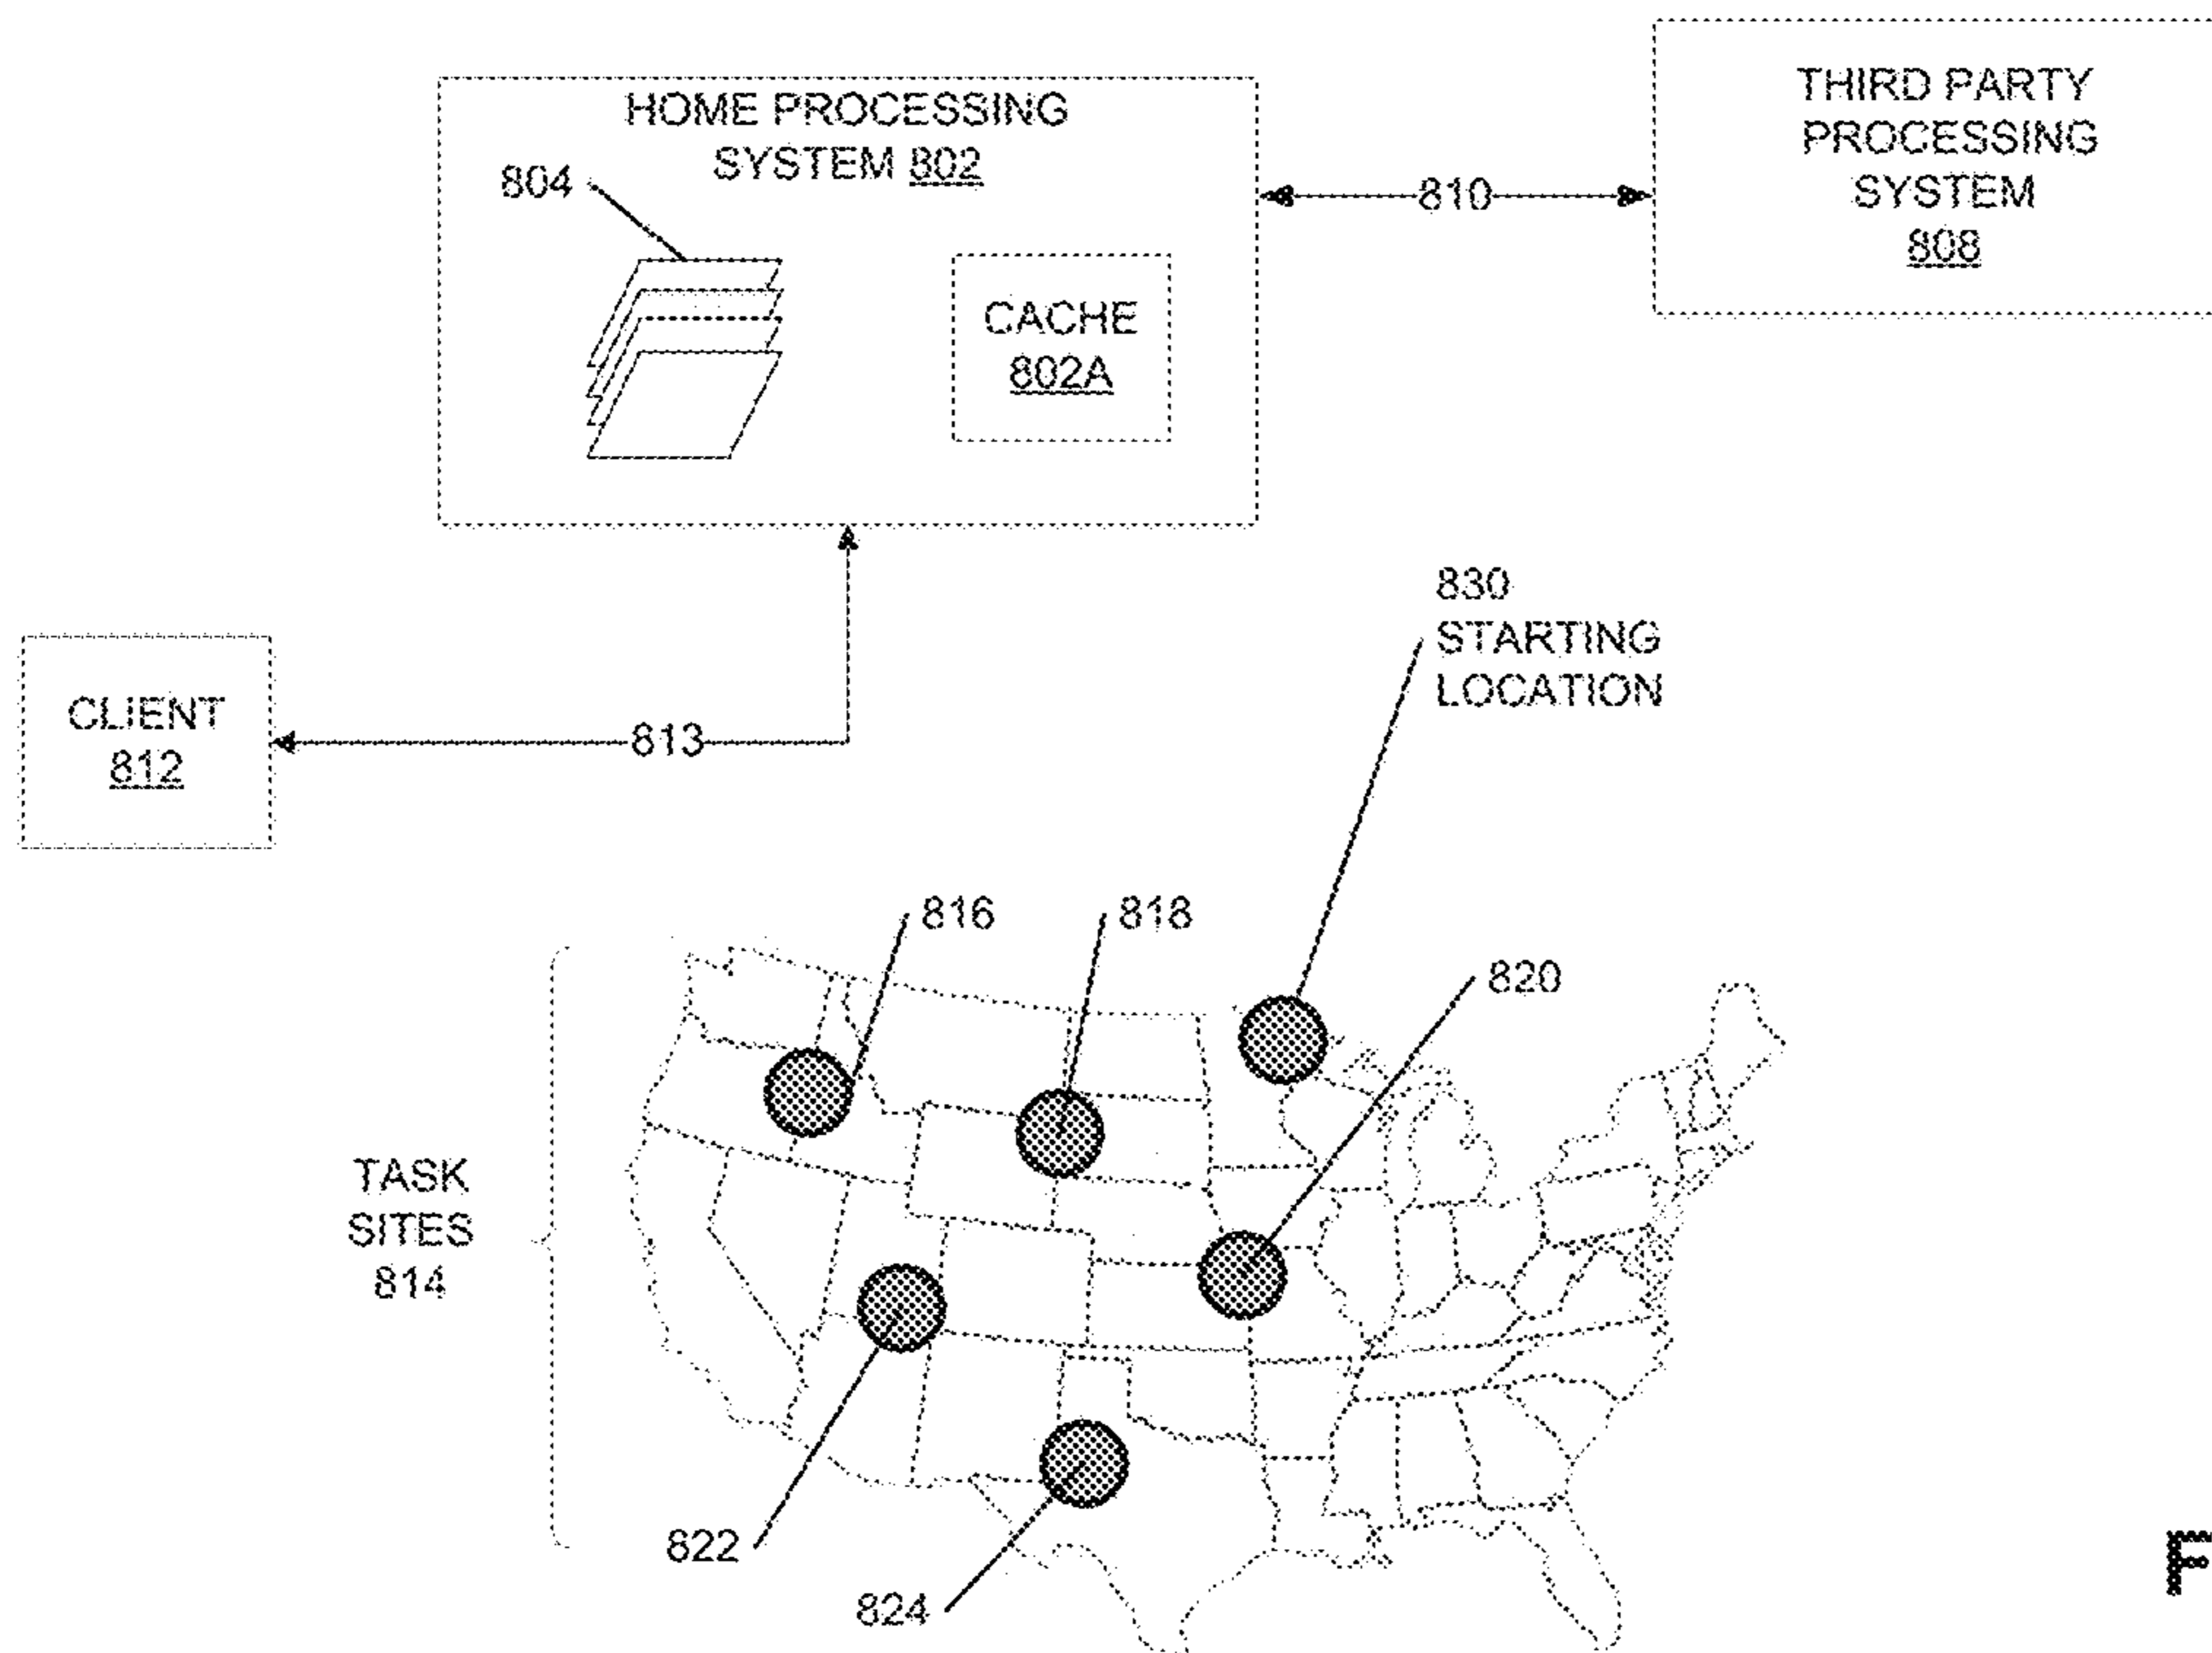 HOME PROCESSING
SYSTEM 802
804
CACHE
802A
810
THIRD PARTY
PROCESSING
SYSTEM
808
CLIENT
812
813
830
STARTING
LOCATION
816
818
820
TASK
SITES
814
822
824
F